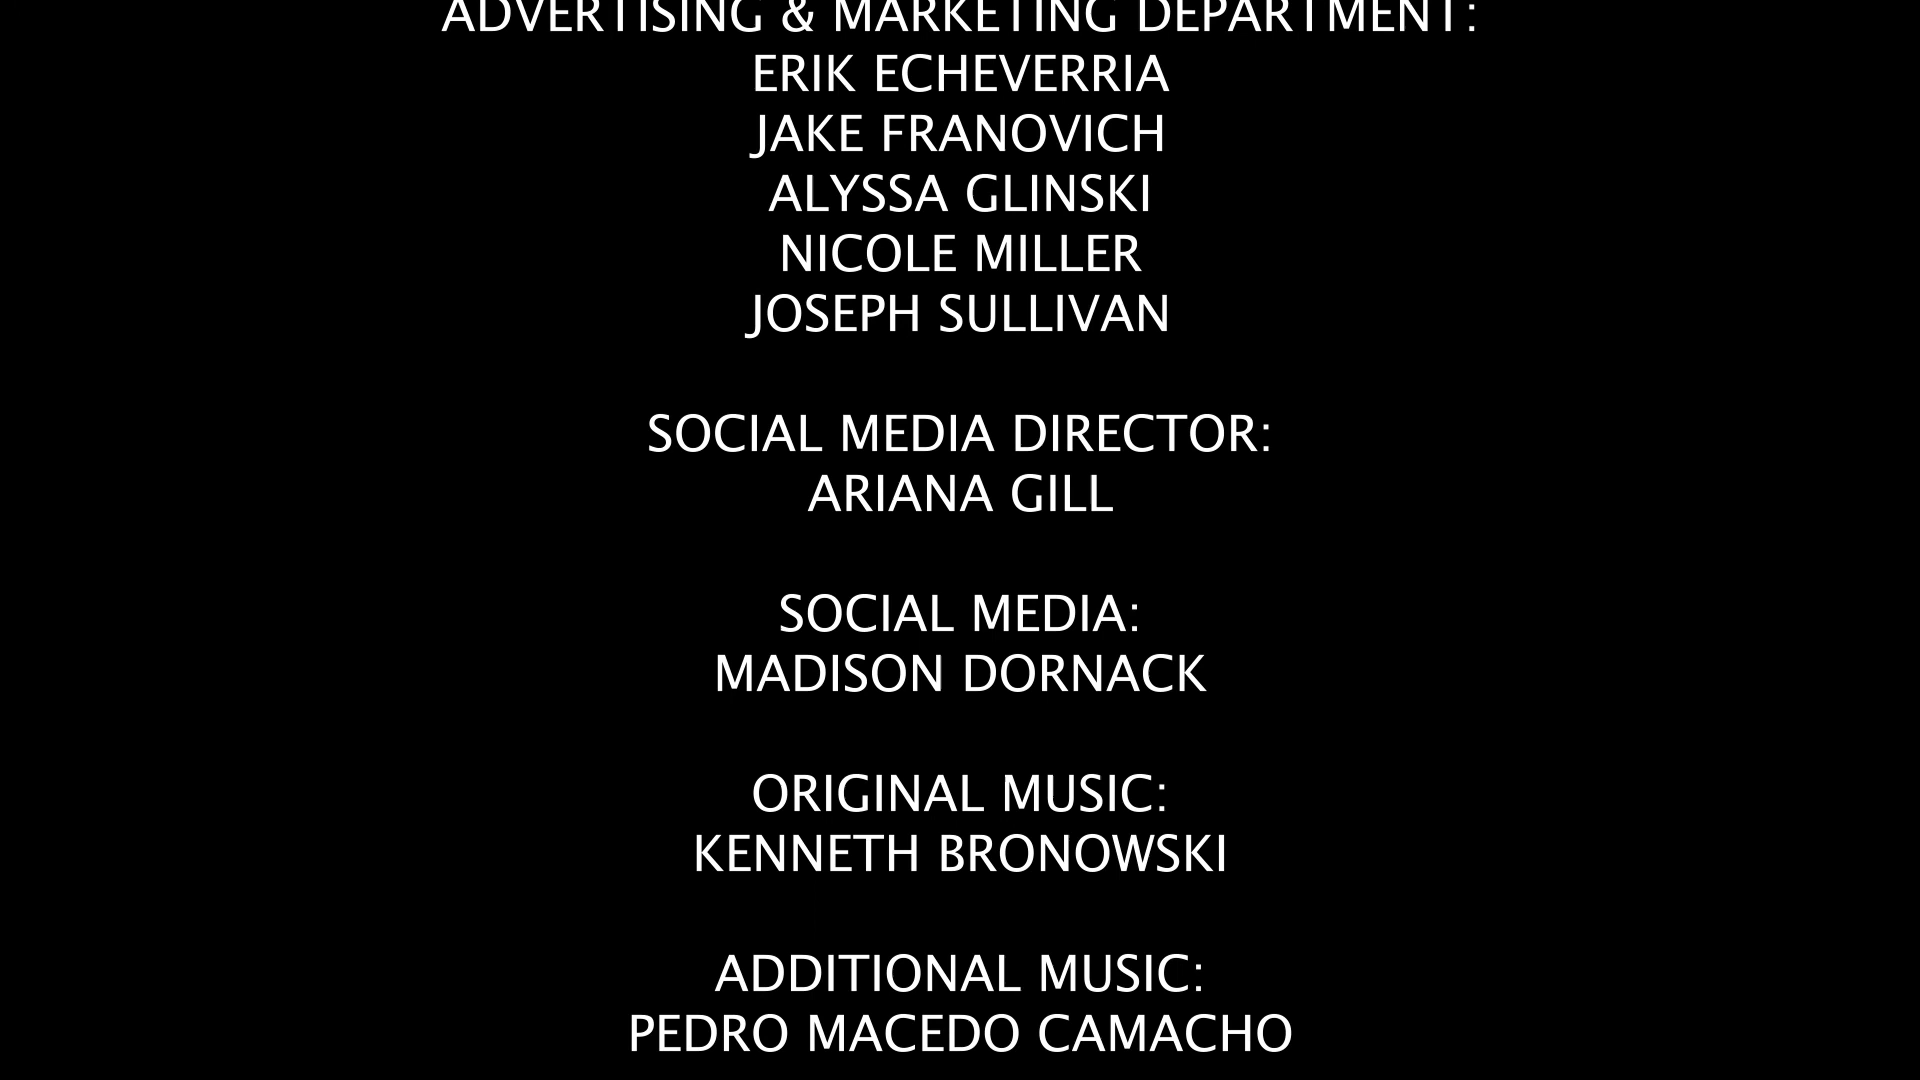 ADVERTISING & MARKETING DEPARTMENT:
ERIK ECHEVERRIA
JAKE FRANOVICH
ALYSSA GLINSKI
NICOLE MILLER
JOSEPH SULLIVAN
SOCIAL MEDIA DIRECTOR:
ARIANA GILL
SOCIAL MEDIA:
MADISON DORNACK
ORIGINAL MUSIC:
KENNETH BRONOWSKI
ADDITIONAL MUSIC:
PEDRO MACEDO CAMACHO